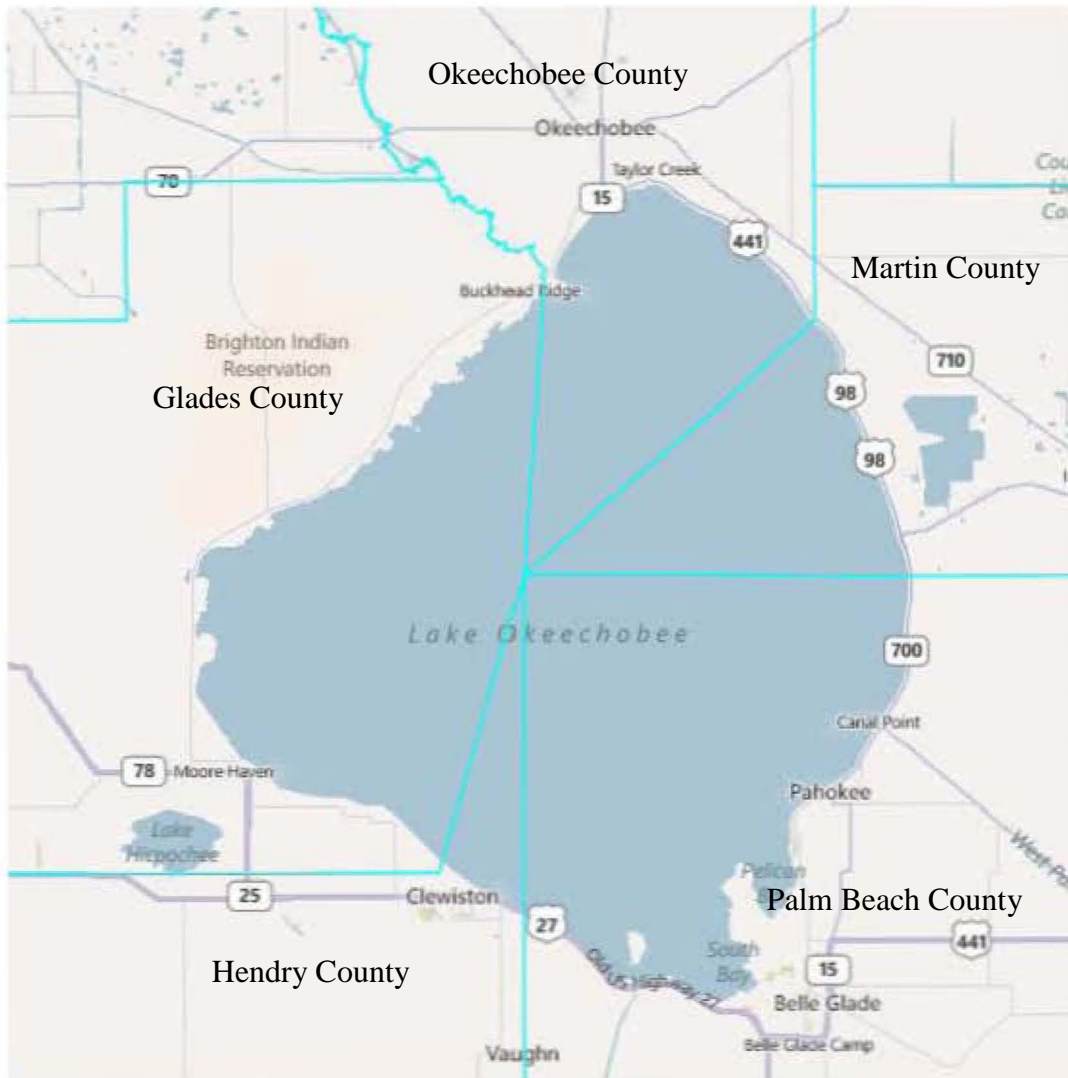 Okeechobee County
Okeechobee
Taylor Creek
70
15
441
Martin County
Buckhead Ridge
Brighton Indian
Reservation
710
Glades County
98
98
Lake Okeechobee
700
Canal Point
78
Moore Haven
Pahokee
Lake
Hicpochee
Pelican
25
Clewiston
Palm Beach County
27
441
South
Bay
Hendry County
Old US Highway 27
15
Belle Glade
Vaughn
Belle Glade Camp